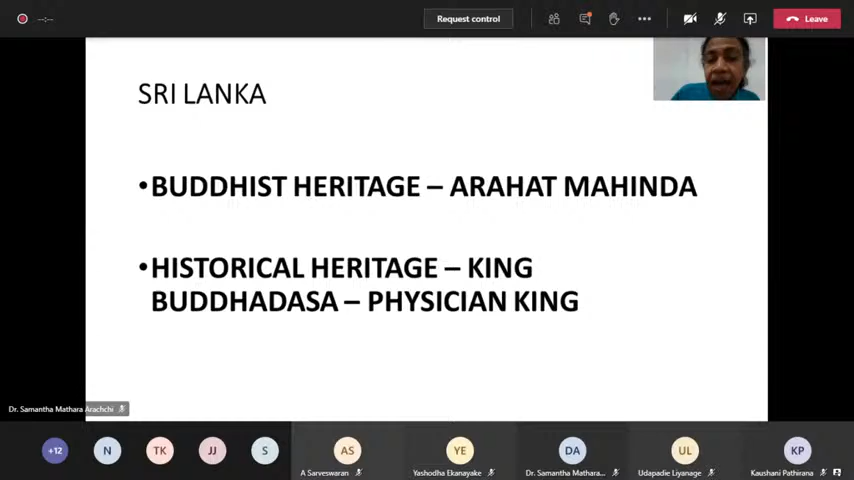 --:--
Request control
Leave
SRI LANKA
•BUDDHIST HERITAGE – ARAHAT MAHINDA
•HISTORICAL HERITAGE – KING
BUDDHADASA – PHYSICIAN KING
Dr. Samantha Mathara Arachchi
+12
N
TK
JJ
S
AS
YE
DA
UL
KP
A Sarveswaran
Yashodha Ekanayake
Dr. Samantha Mathara...
Udapadie Liyanage
Kaushani Pathirana